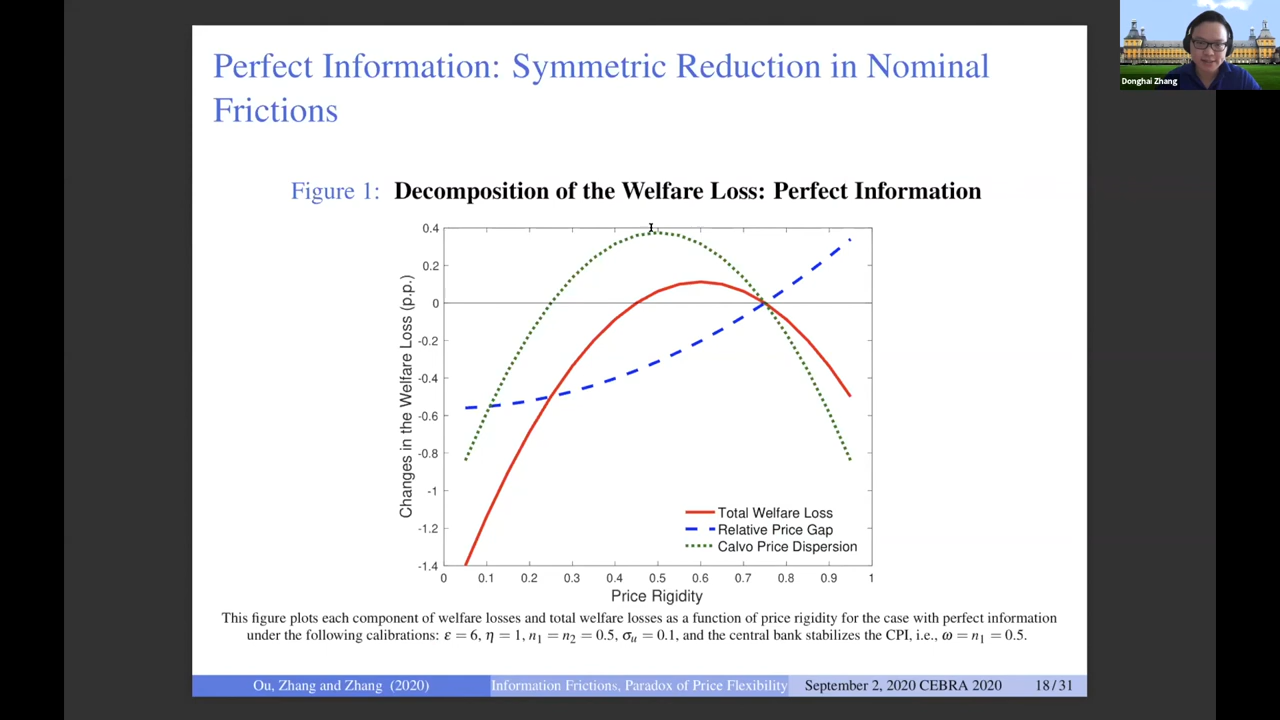 Perfect Information: Symmetric Reduction in Nominal
Frictions
Donghai Zhang
Figure 1: Decomposition of the Welfare Loss: Perfect Information
Changes in the Welfare Loss (p.p.)
0.4
0.2
0
-0.2
-0.4
-0.6
-0.8
-1
-1.2
-1.4
Total Welfare Loss
Relative Price Gap
Calvo Price Dispersion
0 0.1 0.2 0.3 0.4 0.5 0.6 0.7 0.8 0.9 1
Price Rigidity
This figure plots each component of welfare losses and total welfare losses as a function of price rigidity for the case with perfect information
under the following calibrations: ε = 6, η = 1, n₁ = n₂ = 0.5, σᵤ = 0.1, and the central bank stabilizes the CPI, i.e., ω = n₁ = 0.5.
Ou, Zhang and Zhang (2020) Information Frictions, Paradox of Price Flexibility September 2, 2020 CEBRA 2020 18 / 31